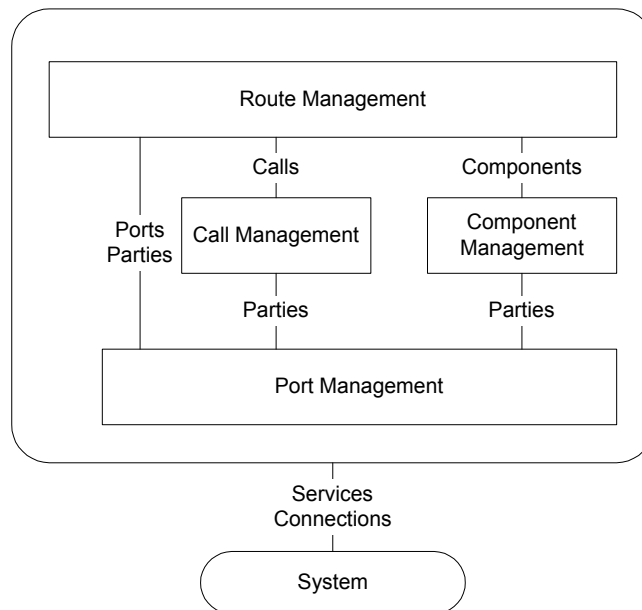 Route Management
Calls
Components
Ports
Parties
Call Management
Component
Management
Parties
Parties
Port Management
Services
Connections
System